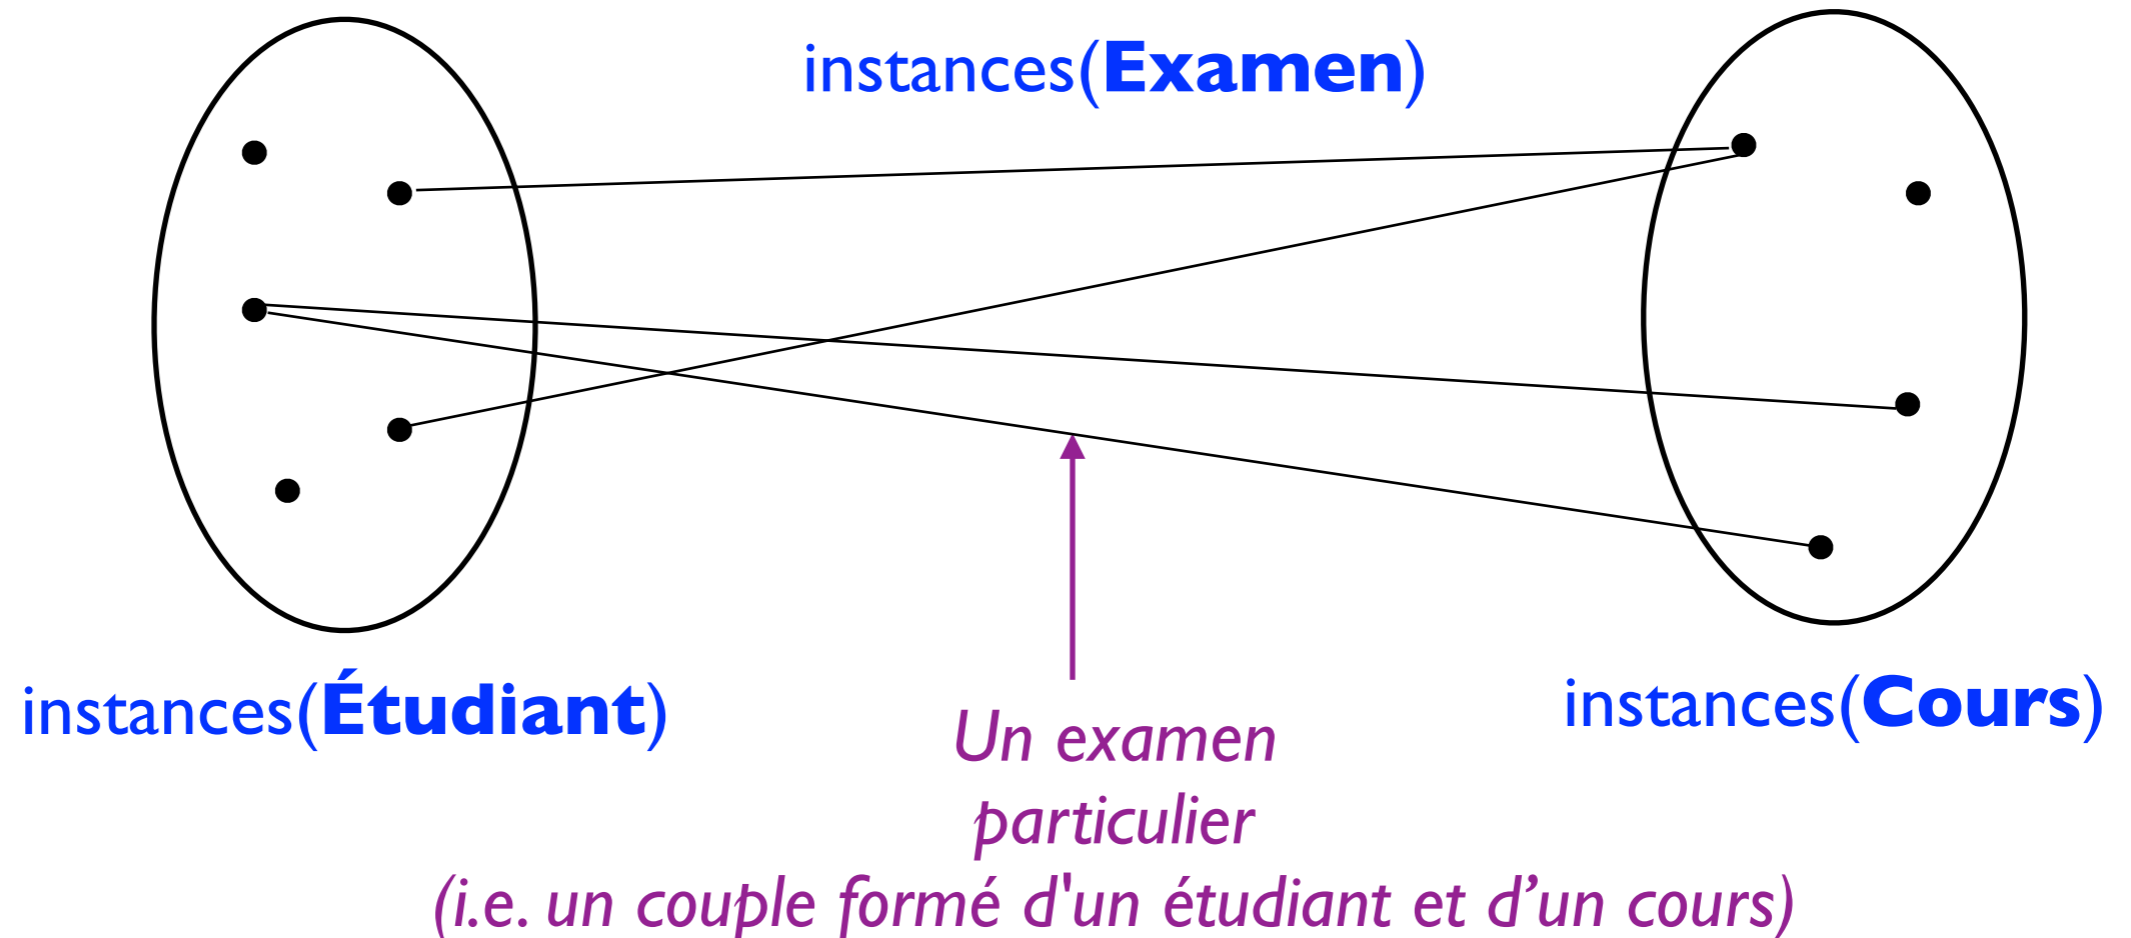 instances(Examen)
instances(Étudiant)
instances(Cours)
Un examen
particulier
(i.e. un couple formé d'un étudiant et d’un cours)